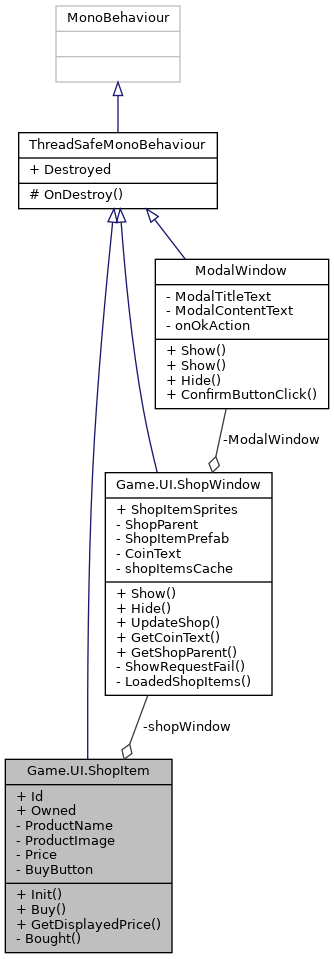 MonoBehaviour
ThreadSafeMonoBehaviour
+ Destroyed
# OnDestroy()
ModalWindow
- ModalTitleText
- ModalContentText
- onOkAction
+ Show()
+ Show()
+ Hide()
+ ConfirmButtonClick()
-ModalWindow
Game.UI.ShopWindow
+ ShopItemSprites
- ShopParent
- ShopItemPrefab
- CoinText
- shopItemsCache
+ Show()
+ Hide()
+ UpdateShop()
+ GetCoinText()
+ GetShopParent()
- ShowRequestFail()
- LoadedShopItems()
-shopWindow
Game.UI.ShopItem
+ Id
+ Owned
- ProductName
- ProductImage
- Price
- BuyButton
+ Init()
+ Buy()
+ GetDisplayedPrice()
- Bought()